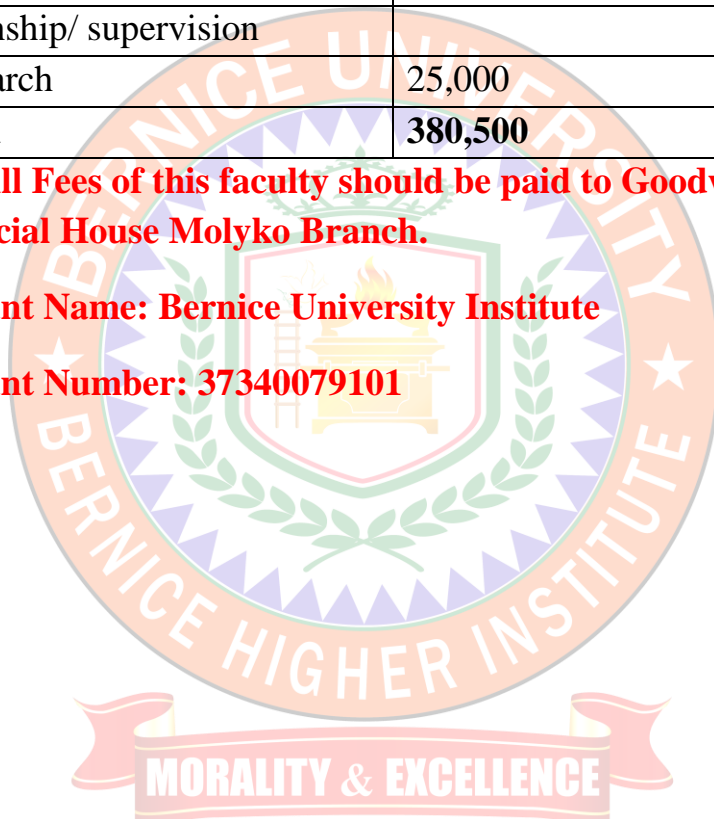 nship/ supervision
arch 25,000
380,500
ll Fees of this faculty should be paid to Goodw
cial House Molyko Branch.
nt Name: Bernice University Institute
nt Number: 37340079101
BERNICE UNIVERSITY
BERNICE HIGHER INSTITUTE
MORALITY & EXCELLENCE